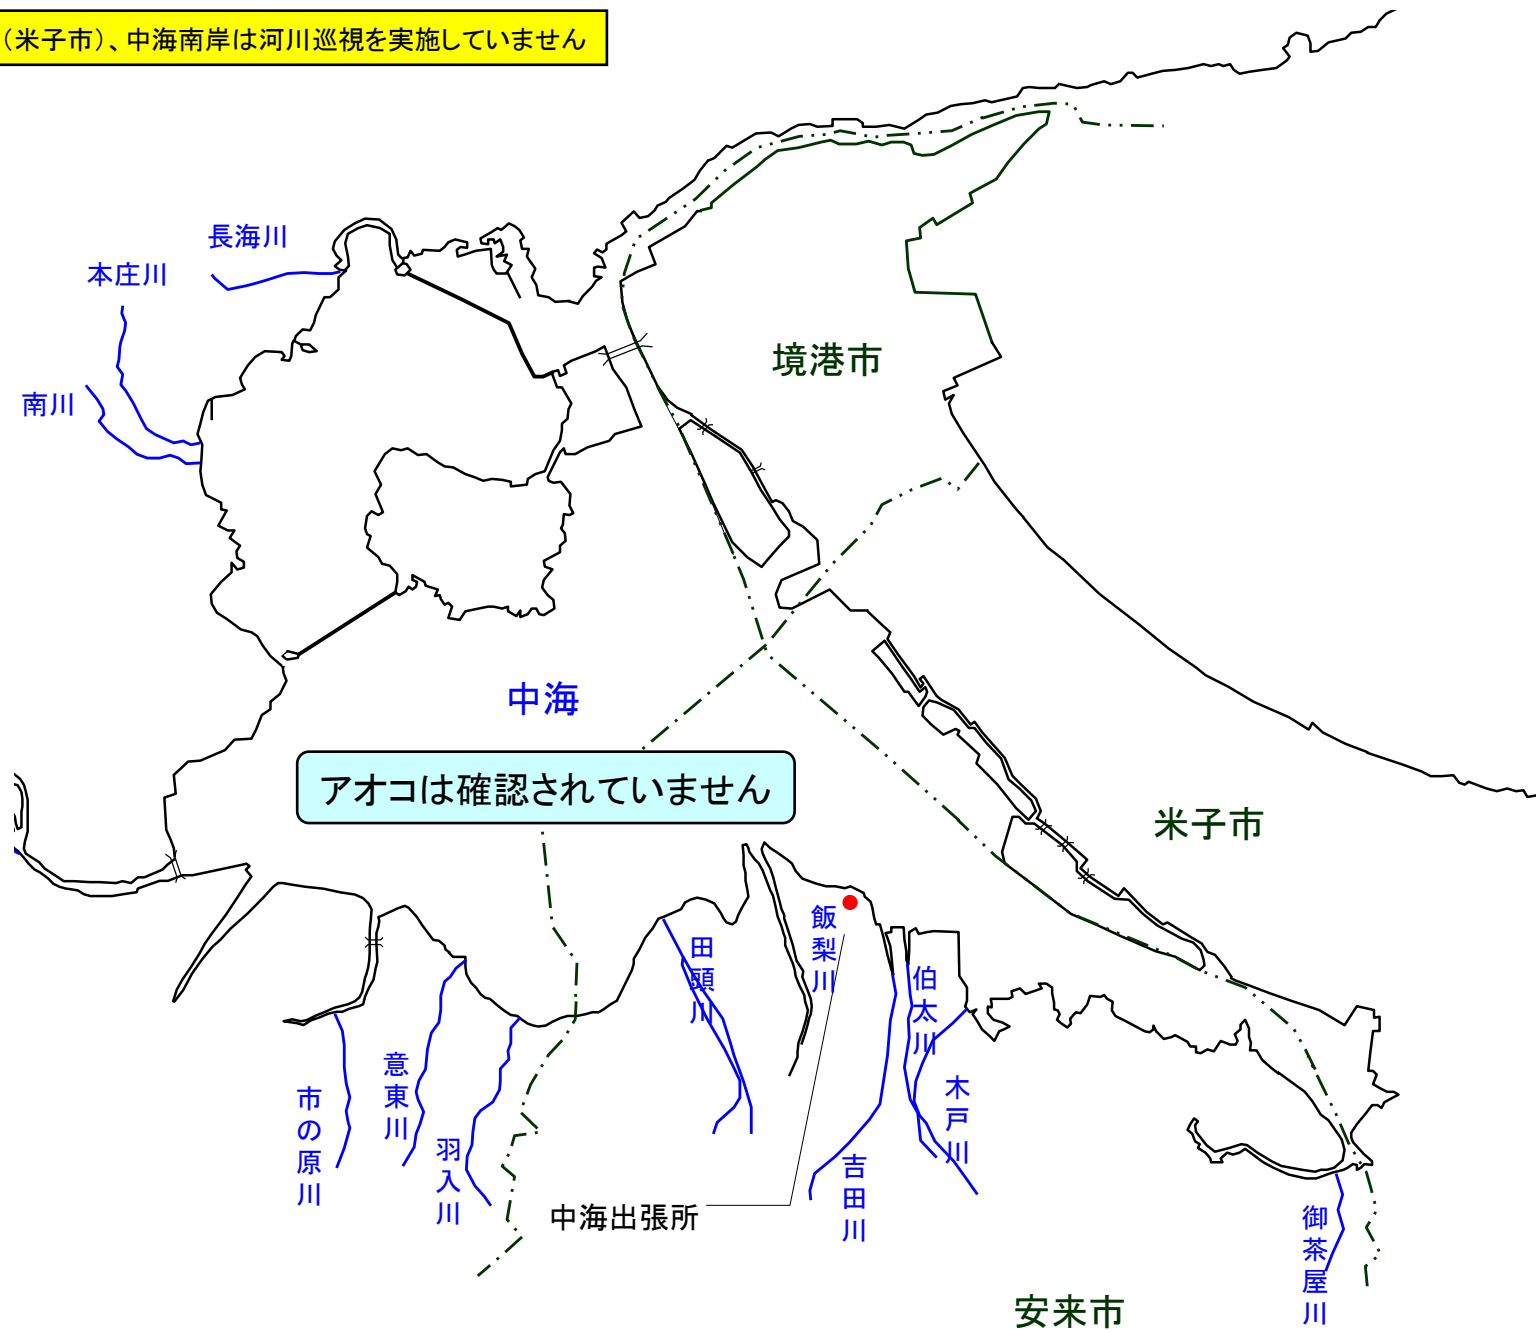 （米子市）、中海南岸は河川巡視を実施していません
長海川
本庄川
南川
境港市
中海
アオコは確認されていません
米子市
飯梨川
田頭川
伯太川
意東川
木戸川
市の原川
羽入川
吉田川
中海出張所
御茶屋川
安来市